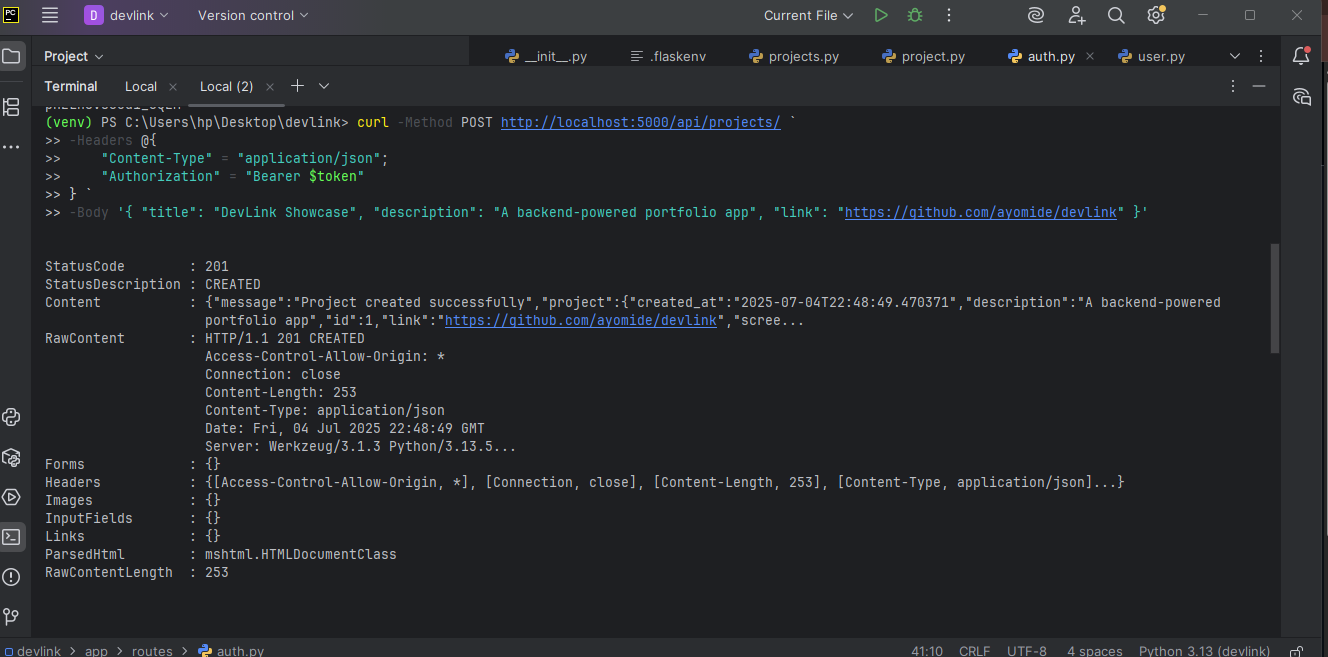 PC
D devlink Version control Current File
Project __init__.py .flaskenv projects.py project.py auth.py user.py
Terminal Local Local (2)
(venv) PS C:\Users\hp\Desktop\devlink> curl -Method POST http://localhost:5000/api/projects/ `
>> -Headers @{
>>     "Content-Type" = "application/json";
>>     "Authorization" = "Bearer $token"
>> } `
>> -Body '{ "title": "DevLink Showcase", "description": "A backend-powered portfolio app", "link": "https://github.com/ayomide/devlink" }'
StatusCode        : 201
StatusDescription : CREATED
Content           : {"message":"Project created successfully","project":{"created_at":"2025-07-04T22:48:49.470371","description":"A backend-powered
                    portfolio app","id":1,"link":"https://github.com/ayomide/devlink","scree...
RawContent        : HTTP/1.1 201 CREATED
                    Access-Control-Allow-Origin: *
                    Connection: close
                    Content-Length: 253
                    Content-Type: application/json
                    Date: Fri, 04 Jul 2025 22:48:49 GMT
                    Server: Werkzeug/3.1.3 Python/3.13.5...
Forms             : {}
Headers           : {[Access-Control-Allow-Origin, *], [Connection, close], [Content-Length, 253], [Content-Type, application/json]...}
Images            : {}
InputFields       : {}
Links             : {}
ParsedHtml        : mshtml.HTMLDocumentClass
RawContentLength  : 253
devlink > app > routes > auth.py 41:10 CRLF UTF-8 4 spaces Python 3.13 (devlink)